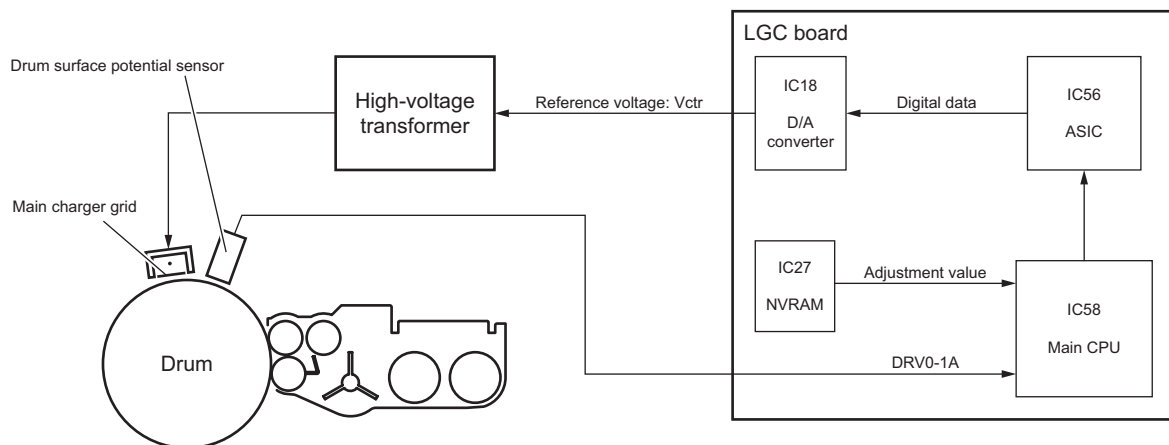 LGC board
Drum surface potential sensor
High-voltage
transformer
Reference voltage: Vctr
IC18
D/A
converter
Digital data
IC56
ASIC
Main charger grid
IC27
NVRAM
Adjustment value
IC58
Main CPU
Drum
DRV0-1A